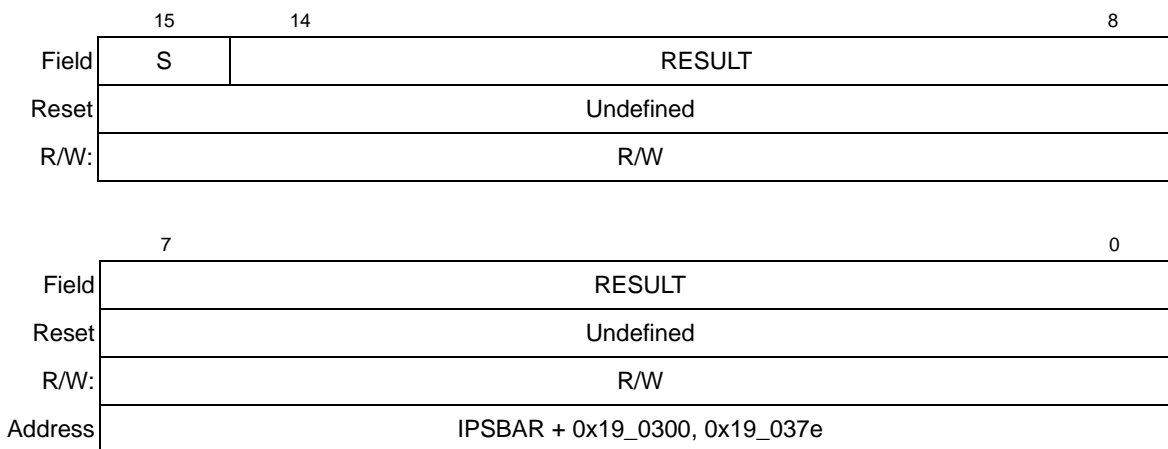 15 14 8
Field S RESULT
Reset Undefined
R/W: R/W
7 0
Field RESULT
Reset Undefined
R/W: R/W
Address IPSBAR + 0x19_0300, 0x19_037e